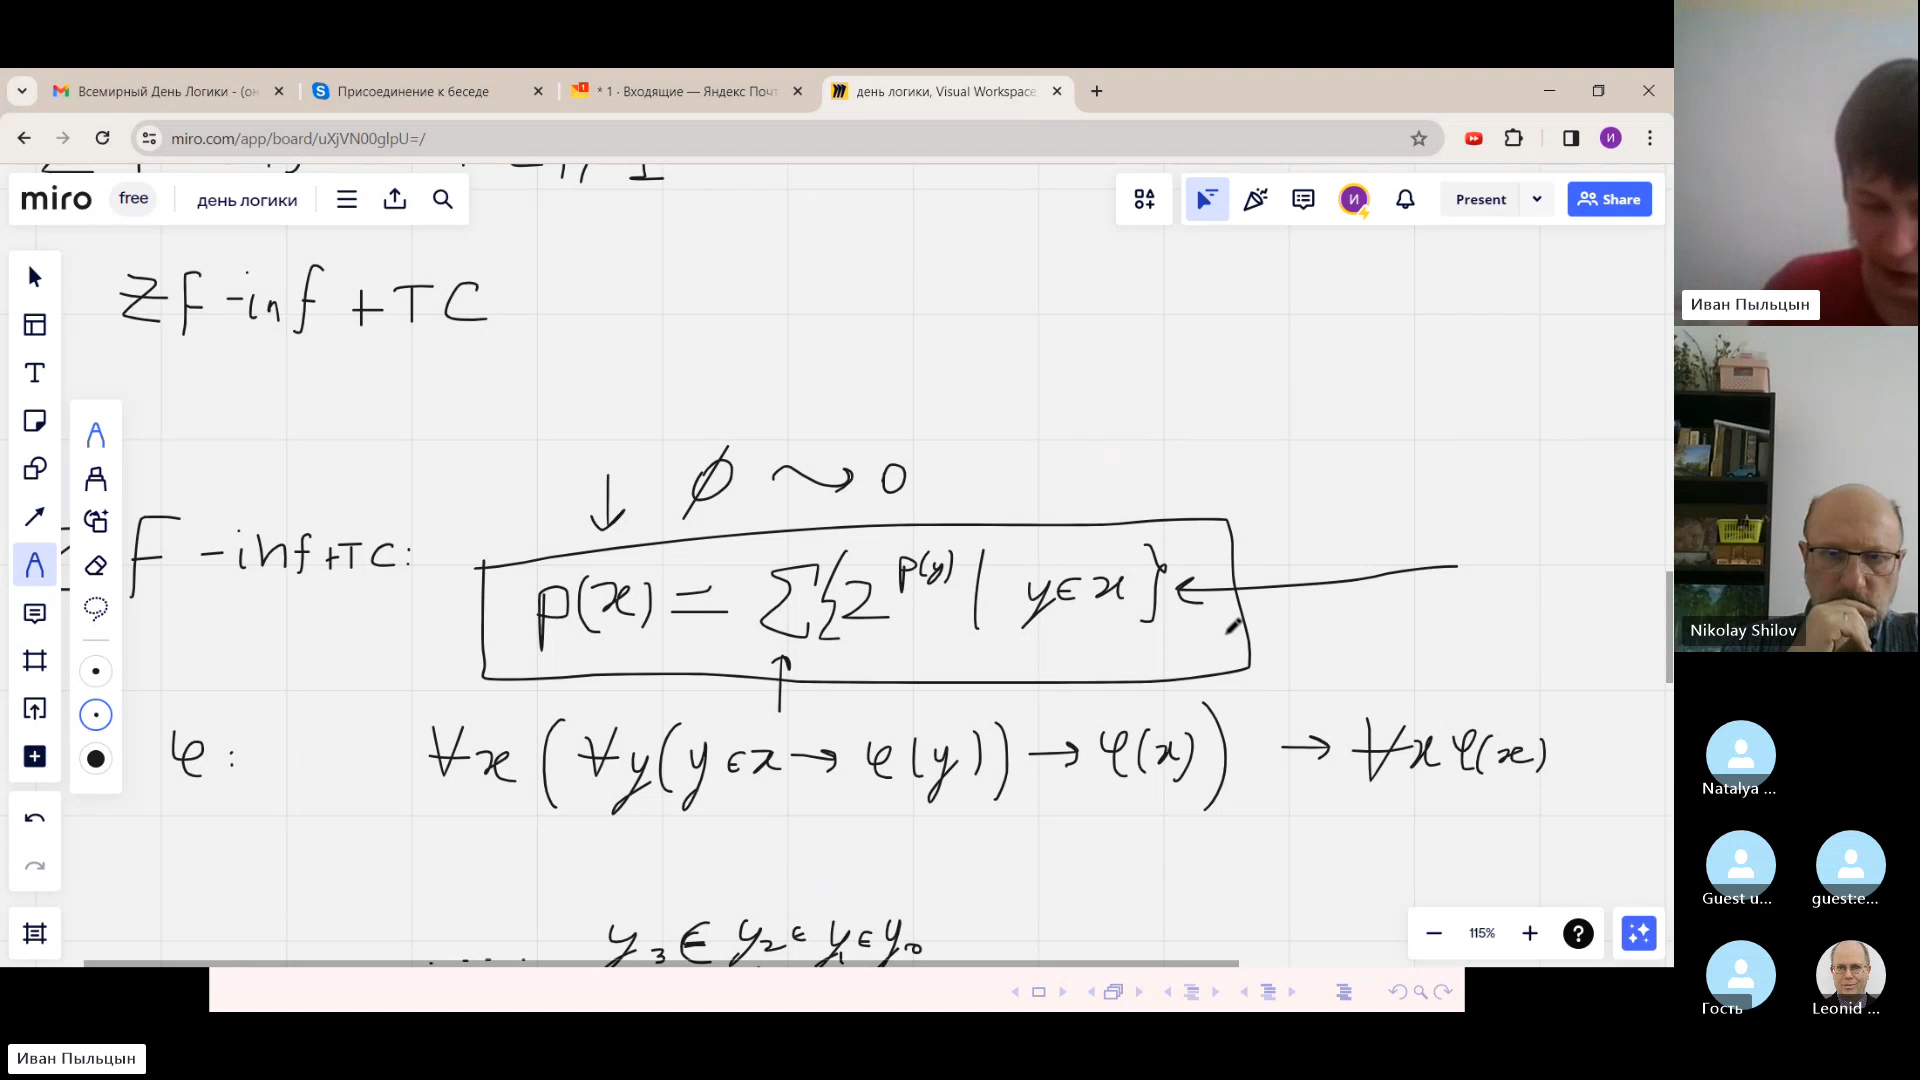 Всемирный День Логики - (он
Присоединение к беседе
* 1 · Входящие — Яндекс Почт
день логики, Visual Workspace
miro.com/app/board/uXjVN00glpU=/
И
miro free день логики
И
Present
Share
ZF -inf + TC
∅ ⤳ 0
F -inf +TC:
p(x) = Σ{2^p(y) | y∈x}
φ : ∀x(∀y(y∈x → φ(y)) → φ(x)) → ∀x φ(x)
y₃ ∈ y₂ ∈ y₁ ∈ y₀
115%
Иван Пыльцын
Nikolay Shilov
Natalya ...
Guest u...
guest:e...
Гость
Leonid ...
Иван Пыльцын